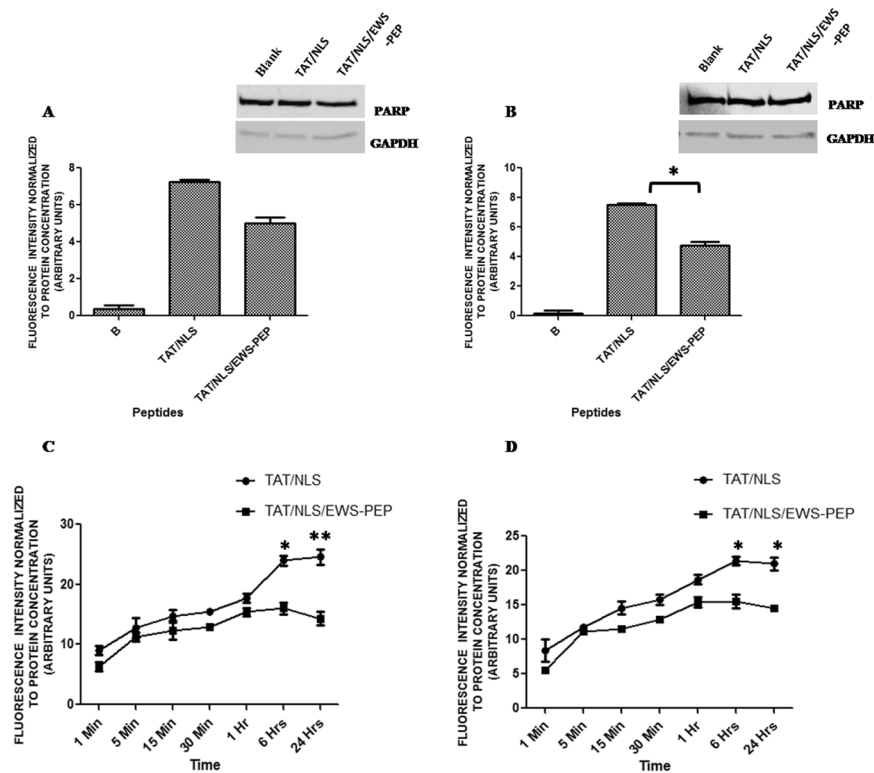 Blank
TAT/NLS
TAT/NLS/EWS
-PEP
A
PARP
GAPDH
FLUORESCENCE INTENSITY NORMALIZED
TO PROTEIN CONCENTRATION
(ARBITRARY UNITS)
8
6
4
2
0
B
TAT/NLS
TAT/NLS/EWS-PEP
Peptides
Blank
TAT/NLS
TAT/NLS/EWS
-PEP
B
PARP
GAPDH
FLUORESCENCE INTENSITY NORMALIZED
TO PROTEIN CONCENTRATION
(ARBITRARY UNITS)
10
8
6
4
2
0
*
B
TAT/NLS
TAT/NLS/EWS-PEP
Peptides
C
TAT/NLS
TAT/NLS/EWS-PEP
FLUORESCENCE INTENSITY NORMALIZED
TO PROTEIN CONCENTRATION
(ARBITRARY UNITS)
30
20
10
0
* **
1 Min
5 Min
15 Min
30 Min
1 Hr
6 Hrs
24 Hrs
Time
D
TAT/NLS
TAT/NLS/EWS-PEP
FLUORESCENCE INTENSITY NORMALIZED
TO PROTEIN CONCENTRATION
(ARBITRARY UNITS)
25
20
15
10
5
0
* *
1 Min
5 Min
15 Min
30 Min
1 Hr
6 Hrs
24 Hrs
Time